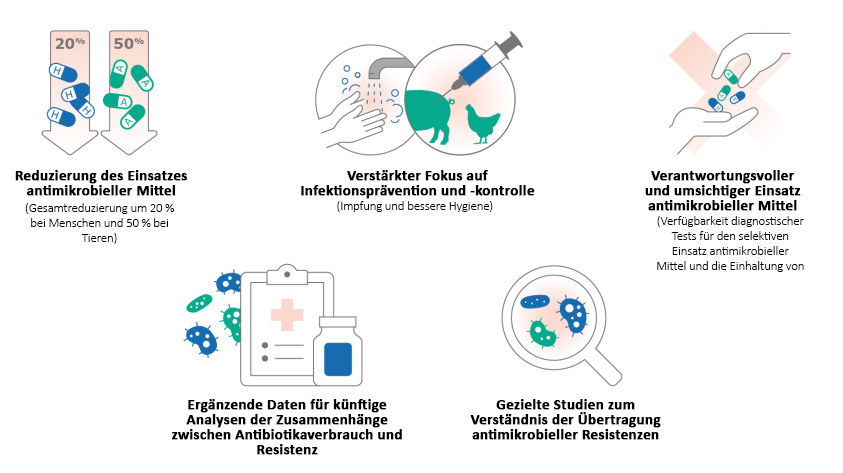 20%
50%
H
H
H
H
A
A
A
A
Reduzierung des Einsatzes
antimikrobieller Mittel
(Gesamtreduzierung um 20 %
bei Menschen und 50 % bei
Tieren)
Verstärkter Fokus auf
Infektionsprävention und -kontrolle
(Impfung und bessere Hygiene)
A
A
H
H
Verantwortungsvoller
und umsichtiger Einsatz
antimikrobieller Mittel
(Verfügbarkeit diagnostischer
Tests für den selektiven
Einsatz antimikrobieller
Mittel und die Einhaltung von
Ergänzende Daten für künftige
Analysen der Zusammenhänge
zwischen Antibiotikaverbrauch und
Resistenz
Gezielte Studien zum
Verständnis der Übertragung
antimikrobieller Resistenzen